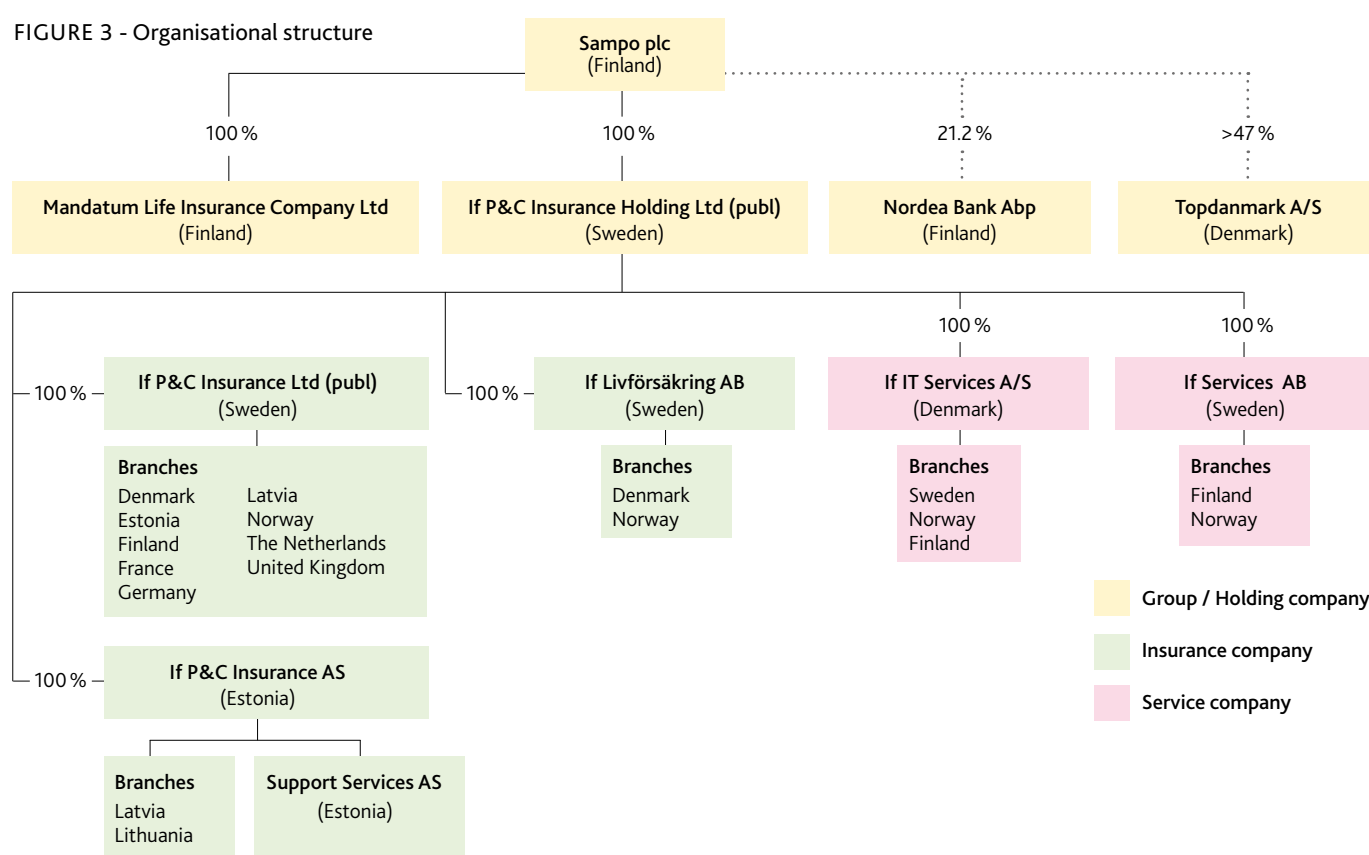 FIGURE 3 - Organisational structure
Sampo plc
(Finland)
100 %
100 %
21.2 %
>47 %
Mandatum Life Insurance Company Ltd
(Finland)
If P&C Insurance Holding Ltd (publ)
(Sweden)
Nordea Bank Abp
(Finland)
Topdanmark A/S
(Denmark)
100 %
100 %
100 %
If P&C Insurance Ltd (publ)
(Sweden)
100 %
If Livförsäkring AB
(Sweden)
If IT Services A/S
(Denmark)
If Services AB
(Sweden)
Branches
Denmark
Estonia
Finland
France
Germany
Latvia
Norway
The Netherlands
United Kingdom
Branches
Denmark
Norway
Branches
Sweden
Norway
Finland
Branches
Finland
Norway
Group / Holding company
Insurance company
Service company
100 %
If P&C Insurance AS
(Estonia)
Branches
Latvia
Lithuania
Support Services AS
(Estonia)